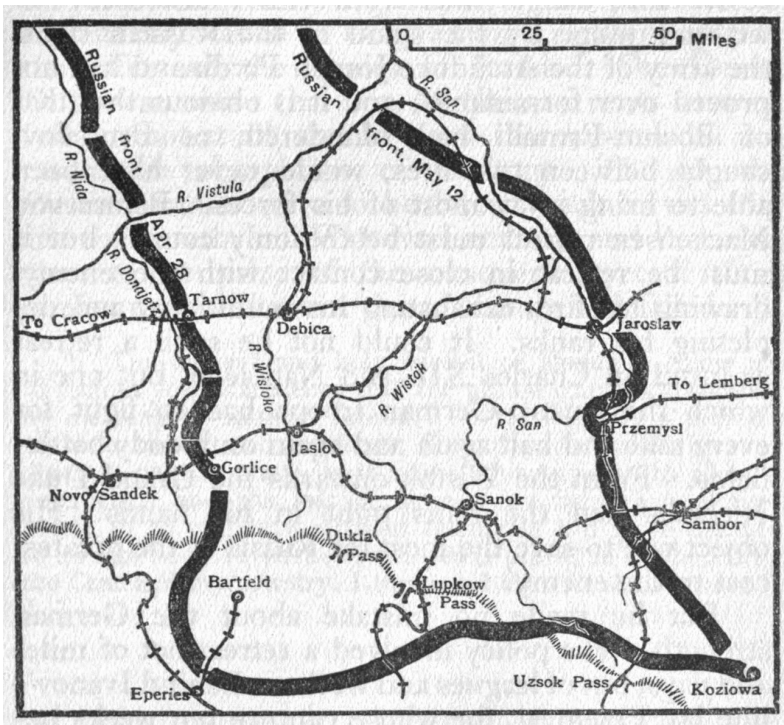 0 25 50 Miles
Russian front
Apr. 28
Russian front, May 12
R. San
R. Nida
R. Vistula
R. Donajetz
Tarnow
To Cracow
Debica
Jaroslav
R. Wisloko
R. Wistok
To Lemberg
R. San
Przemysl
Jaslo
Gorlice
Novo Sandek
Sanok
Sambor
Dukla Pass
Lupkow Pass
Bartfeld
Eperies
Uzsok Pass
Koziowa